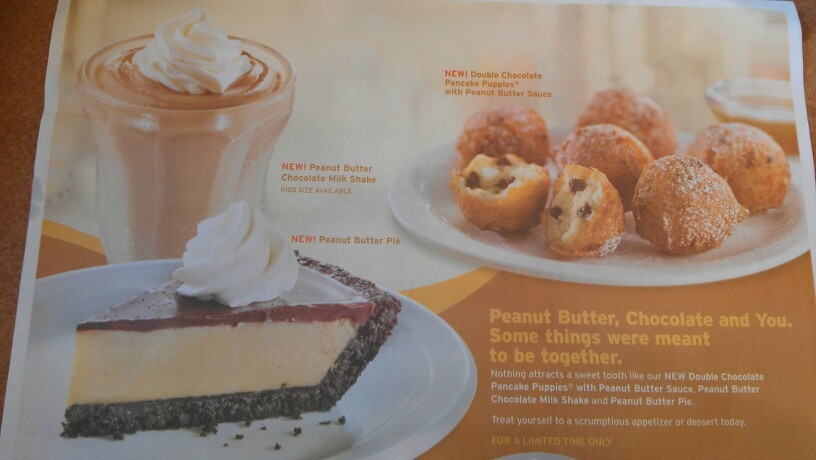 NEW! Double Chocolate
Pancake Puppies®
with Peanut Butter Sauce
NEW! Peanut Butter
Chocolate Milk Shake
KIDS SIZE AVAILABLE
NEW! Peanut Butter Pie
Peanut Butter, Chocolate and You.
Some things were meant
to be together.
Nothing attracts a sweet tooth like our NEW Double Chocolate
Pancake Puppies® with Peanut Butter Sauce, Peanut Butter
Chocolate Milk Shake and Peanut Butter Pie.
Treat yourself to a scrumptious appetizer or dessert today.
FOR A LIMITED TIME ONLY